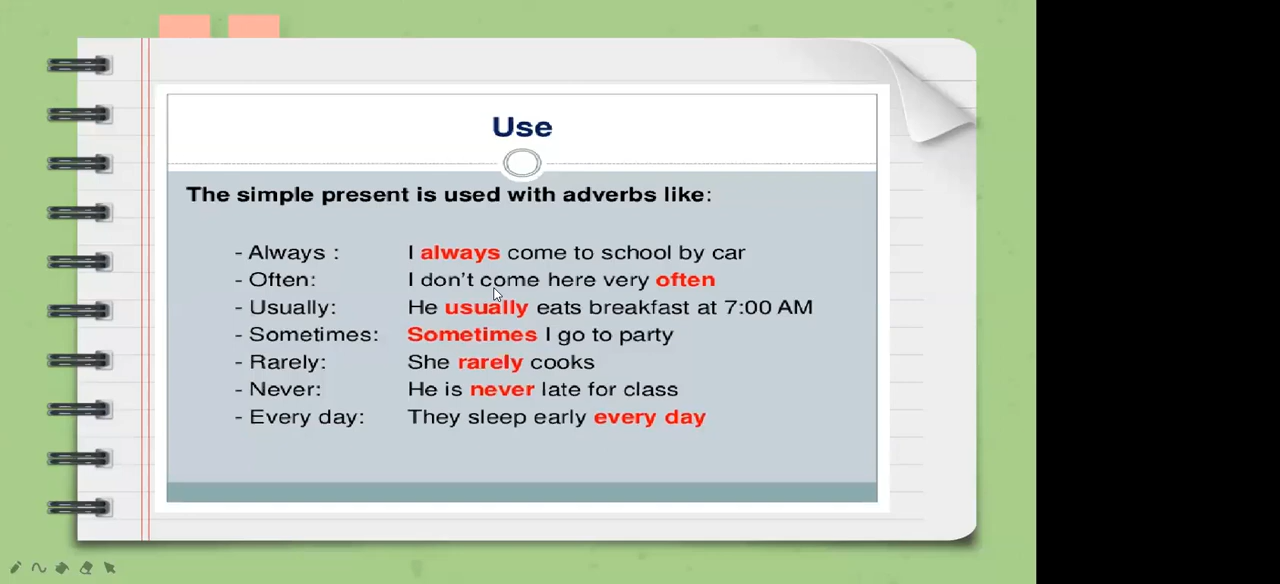 Use
The simple present is used with adverbs like:
- Always : I always come to school by car
- Often: I don't come here very often
- Usually: He usually eats breakfast at 7:00 AM
- Sometimes: Sometimes I go to party
- Rarely: She rarely cooks
- Never: He is never late for class
- Every day: They sleep early every day